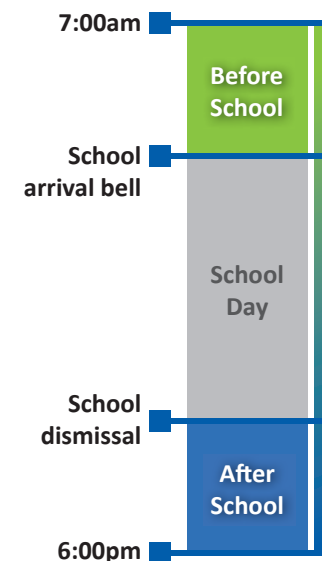 7:00am
Before
School
School
arrival bell
School
Day
School
dismissal
After
School
6:00pm